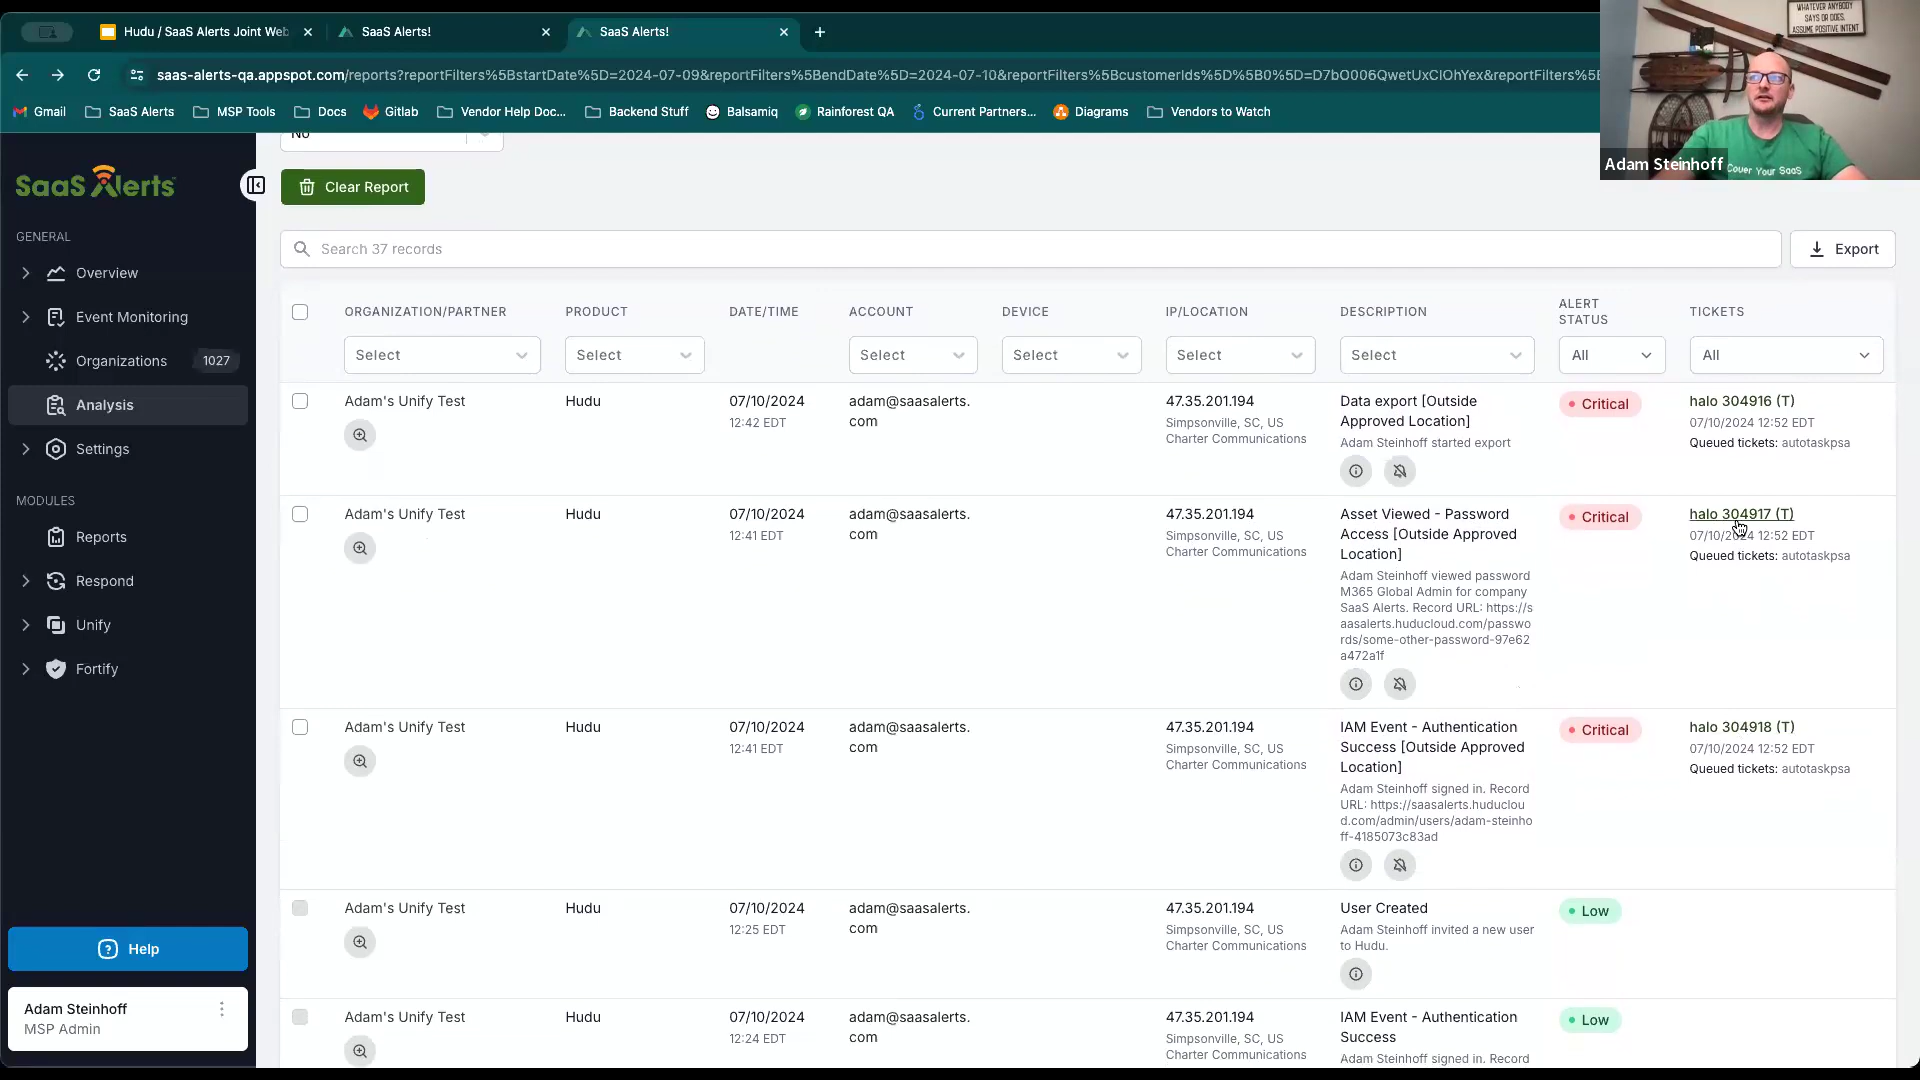 Hudu / SaaS Alerts Joint Web
SaaS Alerts!
SaaS Alerts!
saas-alerts-qa.appspot.com/reports?reportFilters%5BstartDate%5D=2024-07-09&reportFilters%5BendDate%5D=2024-07-10&reportFilters%5BcustomerIds%5D%5B0%5D=D7bO006QwetUxClOhYex&reportFilters%5B
Gmail
SaaS Alerts
MSP Tools
Docs
Gitlab
Vendor Help Doc...
Backend Stuff
Balsamiq
Rainforest QA
Current Partners...
Diagrams
Vendors to Watch
WHATEVER ANYBODY
SAYS OR DOES,
ASSUME POSITIVE INTENT
Adam Steinhoff
Cover Your SaaS
SaaS Alerts
GENERAL
Overview
Event Monitoring
Organizations 1027
Analysis
Settings
MODULES
Reports
Respond
Unify
Fortify
Help
Adam Steinhoff
MSP Admin
No
Clear Report
Search 37 records
Export
ORGANIZATION/PARTNER PRODUCT DATE/TIME ACCOUNT DEVICE IP/LOCATION DESCRIPTION ALERT STATUS TICKETS
Select Select Select Select Select Select All All
Adam's Unify Test
Hudu
07/10/2024
12:42 EDT
adam@saasalerts.
com
47.35.201.194
Simpsonville, SC, US
Charter Communications
Data export [Outside
Approved Location]
Adam Steinhoff started export
Critical
halo 304916 (T)
07/10/2024 12:52 EDT
Queued tickets: autotaskpsa
Adam's Unify Test
Hudu
07/10/2024
12:41 EDT
adam@saasalerts.
com
47.35.201.194
Simpsonville, SC, US
Charter Communications
Asset Viewed - Password
Access [Outside Approved
Location]
Adam Steinhoff viewed password
M365 Global Admin for company
SaaS Alerts. Record URL: https://s
aasalerts.huducloud.com/passwo
rds/some-other-password-97e62
a472a1f
Critical
halo 304917 (T)
07/10/2024 12:52 EDT
Queued tickets: autotaskpsa
Adam's Unify Test
Hudu
07/10/2024
12:41 EDT
adam@saasalerts.
com
47.35.201.194
Simpsonville, SC, US
Charter Communications
IAM Event - Authentication
Success [Outside Approved
Location]
Adam Steinhoff signed in. Record
URL: https://saasalerts.huduclou
d.com/admin/users/adam-steinho
ff-4185073c83ad
Critical
halo 304918 (T)
07/10/2024 12:52 EDT
Queued tickets: autotaskpsa
Adam's Unify Test
Hudu
07/10/2024
12:25 EDT
adam@saasalerts.
com
47.35.201.194
Simpsonville, SC, US
Charter Communications
User Created
Adam Steinhoff invited a new user
to Hudu.
Low
Adam's Unify Test
Hudu
07/10/2024
12:24 EDT
adam@saasalerts.
com
47.35.201.194
Simpsonville, SC, US
Charter Communications
IAM Event - Authentication
Success
Adam Steinhoff signed in. Record
Low